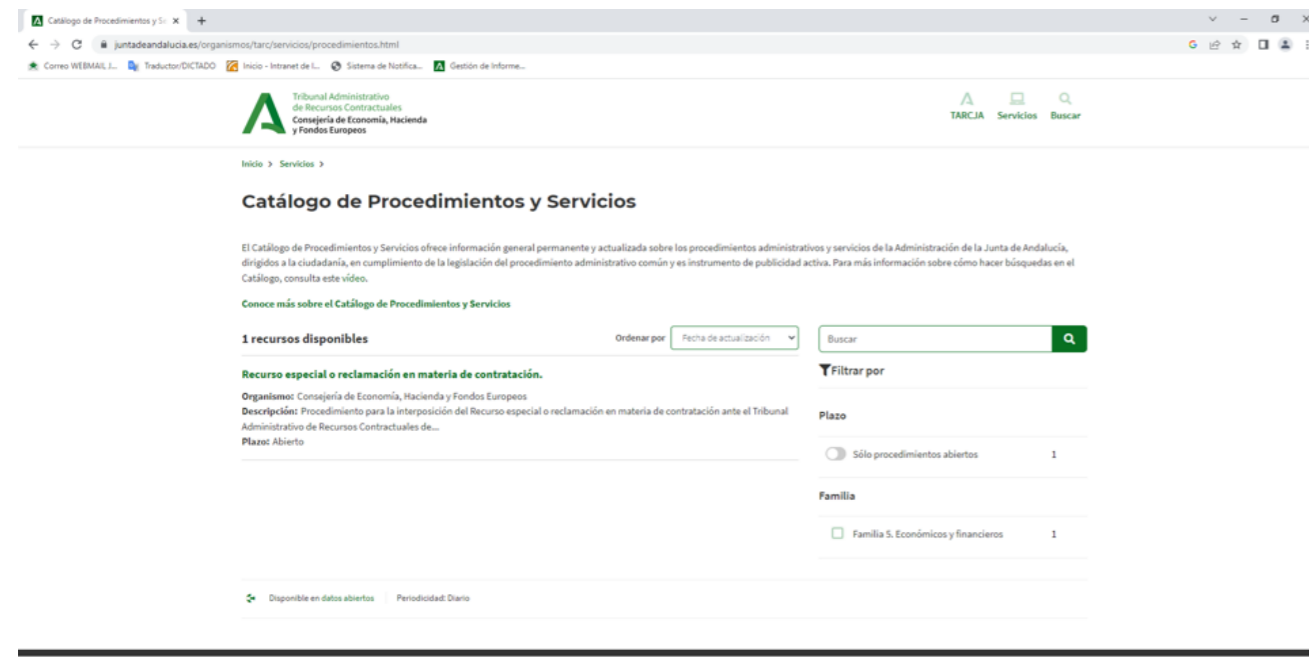 Catálogo de Procedimientos y Se
juntadeandalucia.es/organismos/tarc/servicios/procedimientos.html
Correo WEBMAIL J... Traductor/DICTADO Inicio - Intranet de l... Sistema de Notifica... Gestión de Informe...
Tribunal Administrativo
de Recursos Contractuales
Consejería de Economía, Hacienda
y Fondos Europeos
TARCJA Servicios Buscar
Inicio > Servicios >
Catálogo de Procedimientos y Servicios
El Catálogo de Procedimientos y Servicios ofrece información general permanente y actualizada sobre los procedimientos administrativos y servicios de la Administración de la Junta de Andalucía,
dirigidos a la ciudadanía, en cumplimiento de la legislación del procedimiento administrativo común y es instrumento de publicidad activa. Para más información sobre cómo hacer búsquedas en el
Catálogo, consulta este vídeo.
Conoce más sobre el Catálogo de Procedimientos y Servicios
1 recursos disponibles
Ordenar por Fecha de actualización
Buscar
Recurso especial o reclamación en materia de contratación.
Organismo: Consejería de Economía, Hacienda y Fondos Europeos
Descripción: Procedimiento para la interposición del Recurso especial o reclamación en materia de contratación ante el Tribunal
Administrativo de Recursos Contractuales de...
Plazo: Abierto
Filtrar por
Plazo
Sólo procedimientos abiertos 1
Familia
Familia 5. Económicos y financieros 1
Disponible en datos abiertos Periodicidad: Diario